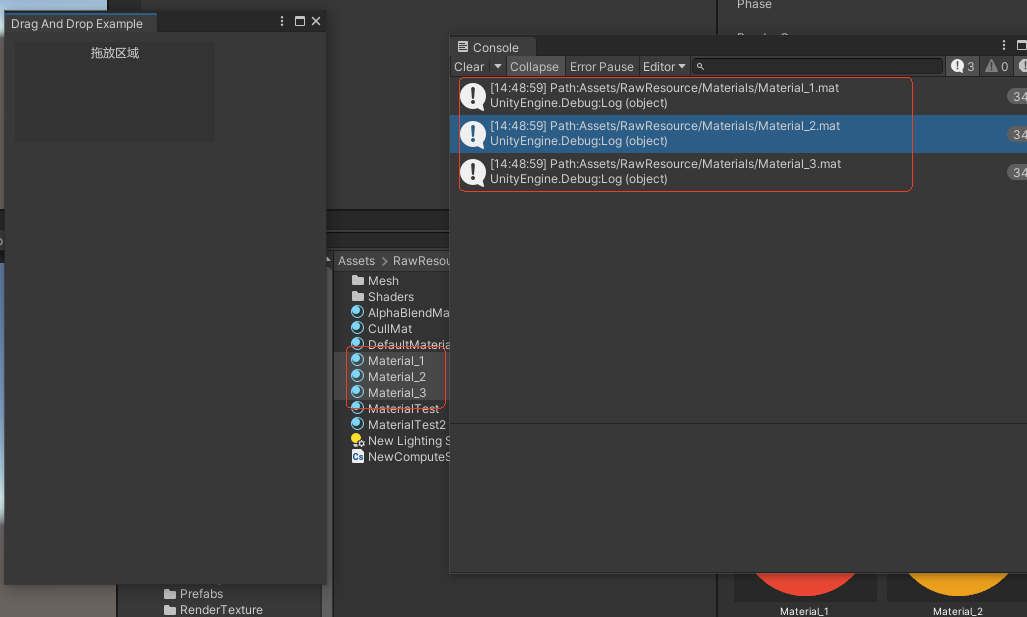 Drag And Drop Example
拖放区域
Phase
Console
Clear
Collapse
Error Pause
Editor
3
0
[14:48:59] Path:Assets/RawResource/Materials/Material_1.mat
UnityEngine.Debug:Log (object)
34
[14:48:59] Path:Assets/RawResource/Materials/Material_2.mat
UnityEngine.Debug:Log (object)
34
[14:48:59] Path:Assets/RawResource/Materials/Material_3.mat
UnityEngine.Debug:Log (object)
34
Assets > RawResou
Mesh
Shaders
AlphaBlendMa
CullMat
DefaultMateria
Material_1
Material_2
Material_3
MaterialTest
MaterialTest2
New Lighting S
Cs NewComputeS
Prefabs
RenderTexture
Material_1
Material_2